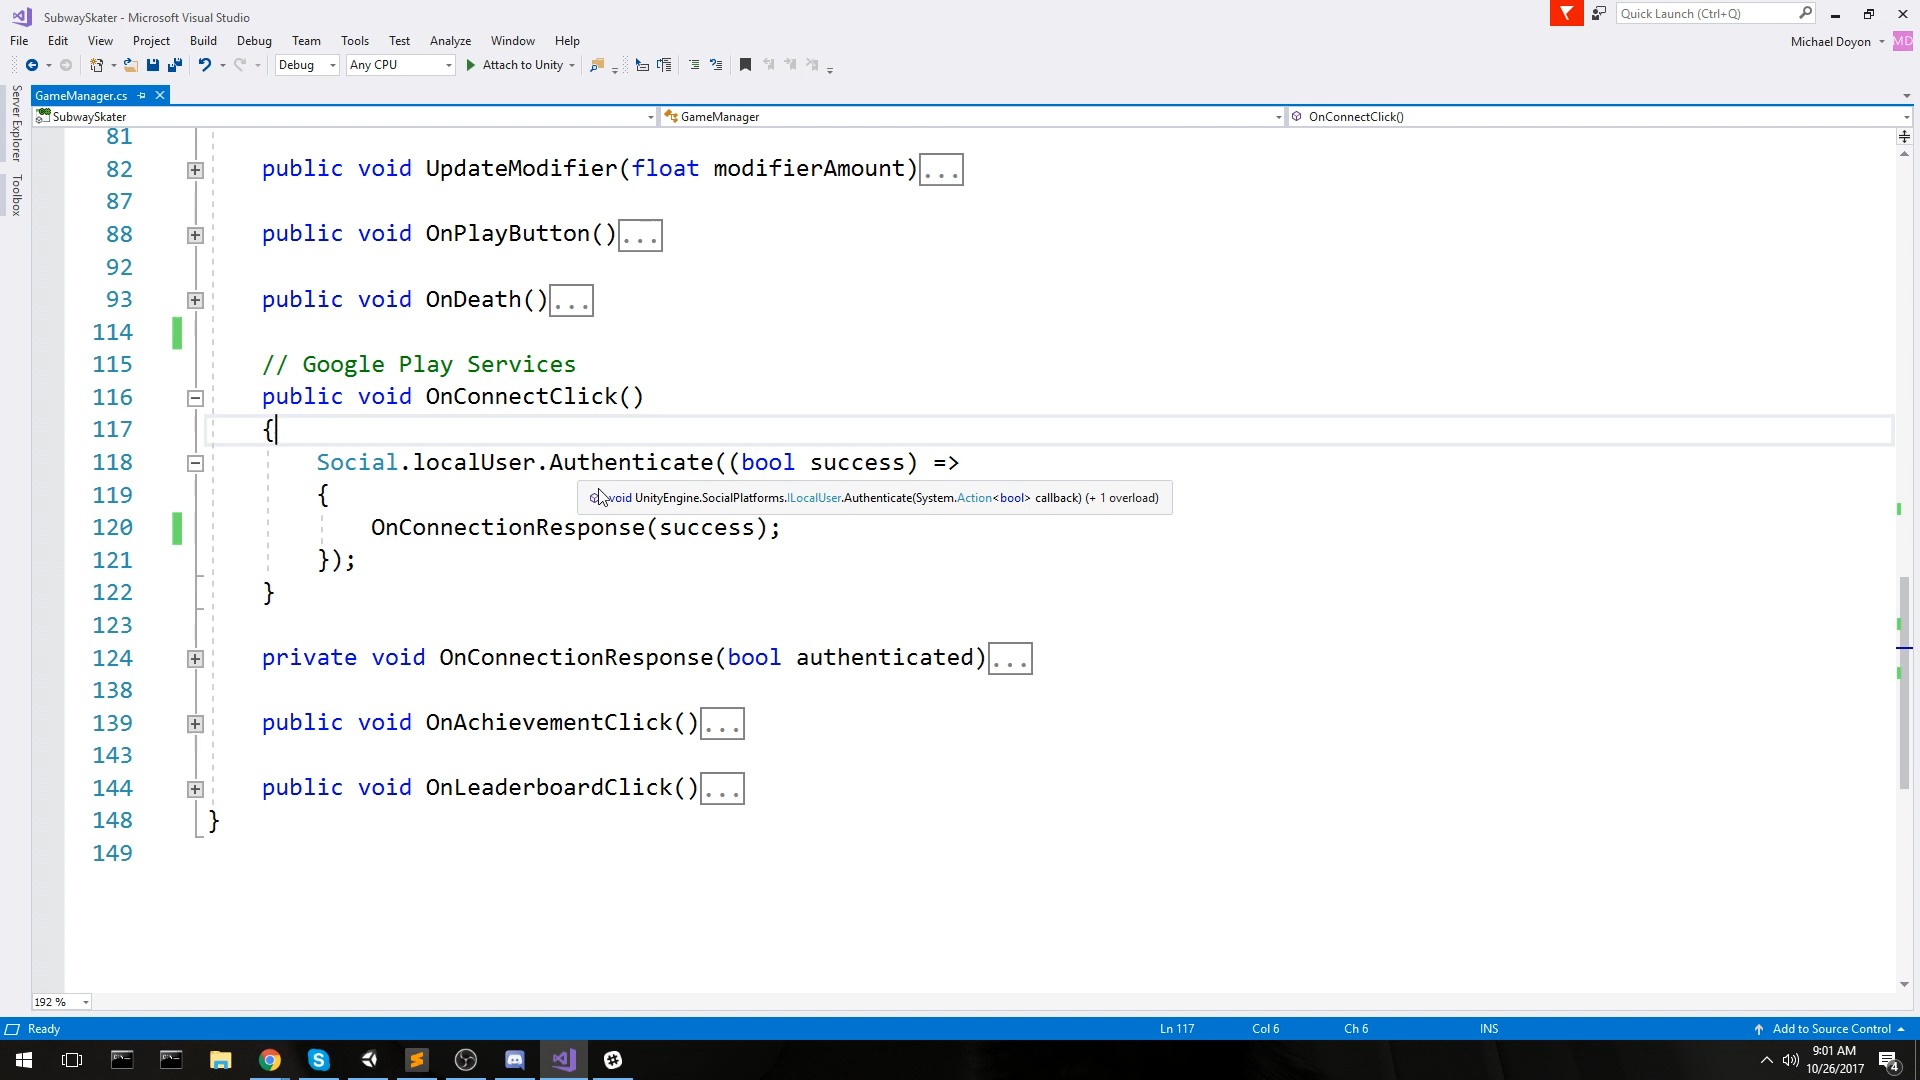 SubwaySkater - Microsoft Visual Studio
Quick Launch (Ctrl+Q)
File Edit View Project Build Debug Team Tools Test Analyze Window Help
Michael Doyon MD
Debug Any CPU Attach to Unity
Server Explorer
Toolbox
GameManager.cs
SubwaySkater GameManager OnConnectClick()
81
82 public void UpdateModifier(float modifierAmount)...
87
88 public void OnPlayButton()...
92
93 public void OnDeath()...
114
115 // Google Play Services
116 public void OnConnectClick()
117 {
118 Social.localUser.Authenticate((bool success) =>
119 {
void UnityEngine.SocialPlatforms.ILocalUser.Authenticate(System.Action<bool> callback) (+ 1 overload)
120 OnConnectionResponse(success);
121 });
122 }
123
124 private void OnConnectionResponse(bool authenticated)...
138
139 public void OnAchievementClick()...
143
144 public void OnLeaderboardClick()...
148 }
149
192 %
Ready Ln 117 Col 6 Ch 6 INS Add to Source Control
9:01 AM
10/26/2017
4